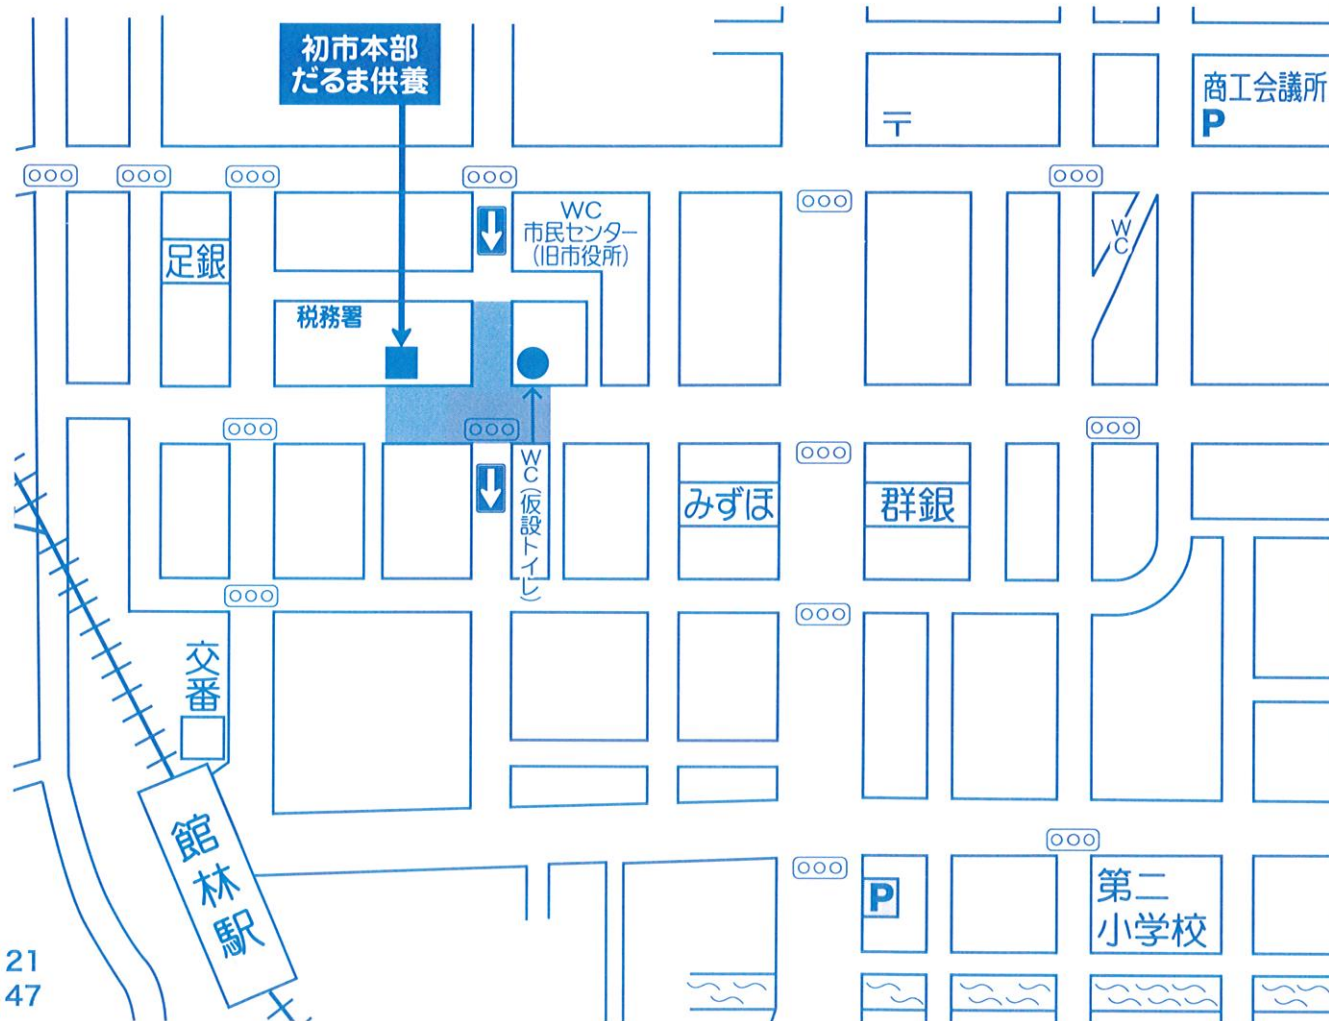 初市本部
だるま供養
〒
商工会議所
P
WC
市民センター
(旧市役所)
WC
足銀
税務署
WC(仮設トイレ)
みずほ
群銀
交番
館林駅
P
第二
小学校
21
47